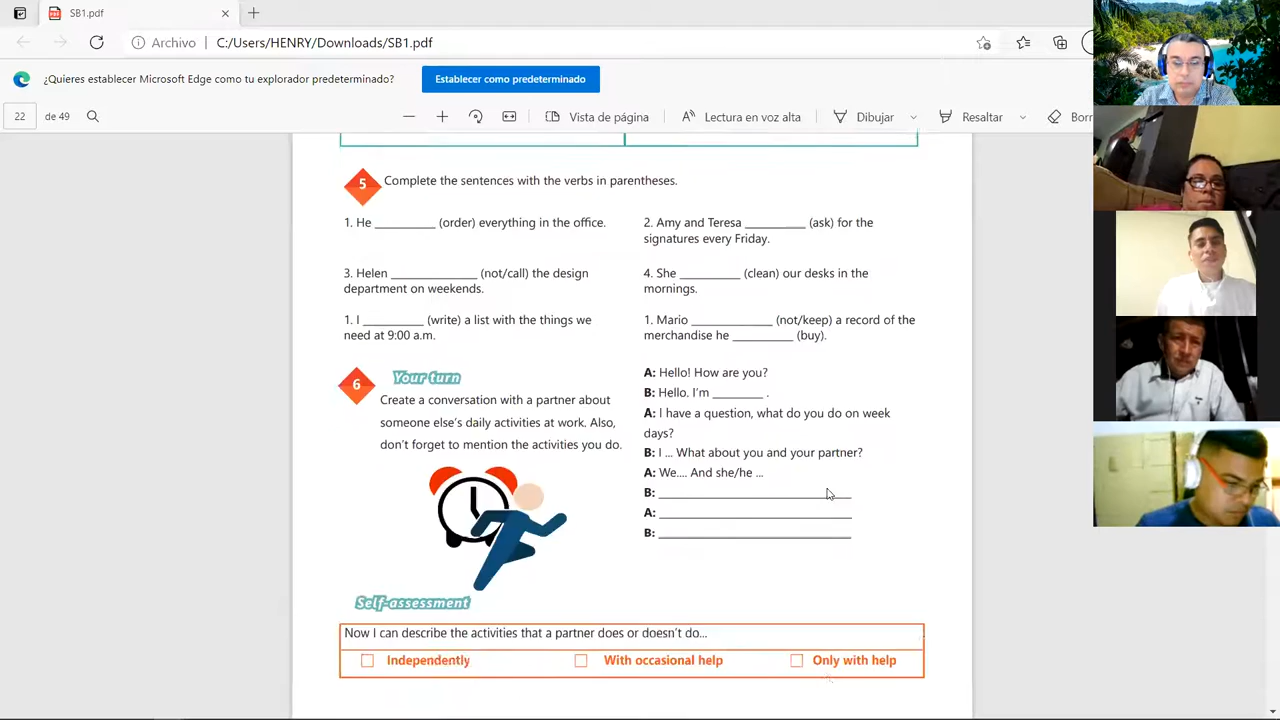 SB1.pdf
Archivo C:/Users/HENRY/Downloads/SB1.pdf
¿Quieres establecer Microsoft Edge como tu explorador predeterminado? Establecer como predeterminado
22 de 49 Vista de página Lectura en voz alta Dibujar Resaltar Borr
5 Complete the sentences with the verbs in parentheses.
1. He __________ (order) everything in the office.
2. Amy and Teresa __________ (ask) for the
signatures every Friday.
3. Helen ______________ (not/call) the design
department on weekends.
4. She __________ (clean) our desks in the
mornings.
1. I __________ (write) a list with the things we
need at 9:00 a.m.
1. Mario _____________ (not/keep) a record of the
merchandise he __________ (buy).
6 Your turn
Create a conversation with a partner about
someone else's daily activities at work. Also,
don't forget to mention the activities you do.
A: Hello! How are you?
B: Hello. I'm ________ .
A: I have a question, what do you do on week
days?
B: I ... What about you and your partner?
A: We.... And she/he ...
B: ________________________________
A: ________________________________
B: ________________________________
Self-assessment
Now I can describe the activities that a partner does or doesn't do...
Independently With occasional help Only with help